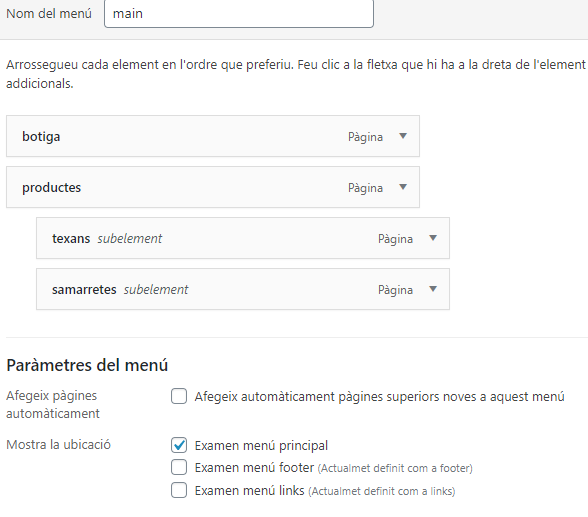 Nom del menú main
Arrossegueu cada element en l'ordre que preferiu. Feu clic a la fletxa que hi ha a la dreta de l'element
addicionals.
botiga Pàgina
productes Pàgina
texans subelement Pàgina
samarretes subelement Pàgina
Paràmetres del menú
Afegeix pàgines
automàticament
Afegeix automàticament pàgines superiors noves a aquest menú
Mostra la ubicació
Examen menú principal
Examen menú footer (Actualmet definit com a footer)
Examen menú links (Actualmet definit com a links)